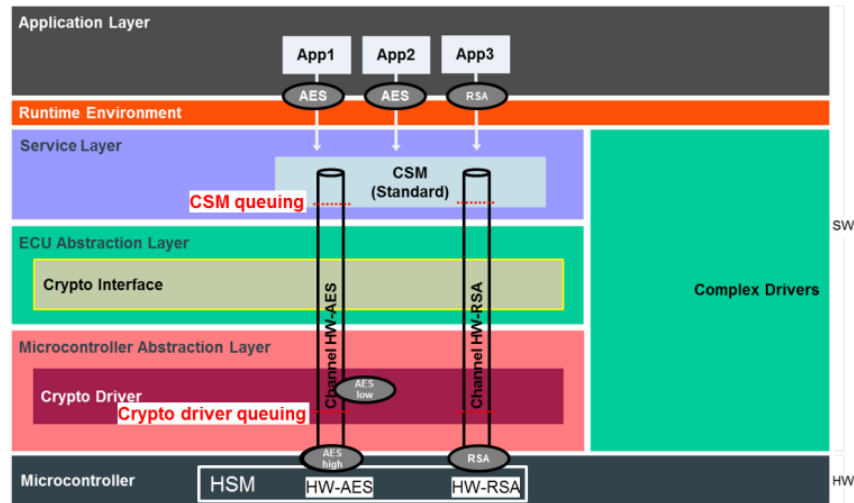 Application Layer
App1
App2
App3
AES
AES
RSA
Runtime Environment
Service Layer
CSM
(Standard)
CSM queuing
SW
ECU Abstraction Layer
Crypto Interface
Channel HW-AES
Channel HW-RSA
Complex Drivers
Microcontroller Abstraction Layer
Crypto Driver
AES
low
Crypto driver queuing
AES
high
RSA
Microcontroller
HSM
HW-AES
HW-RSA
HW